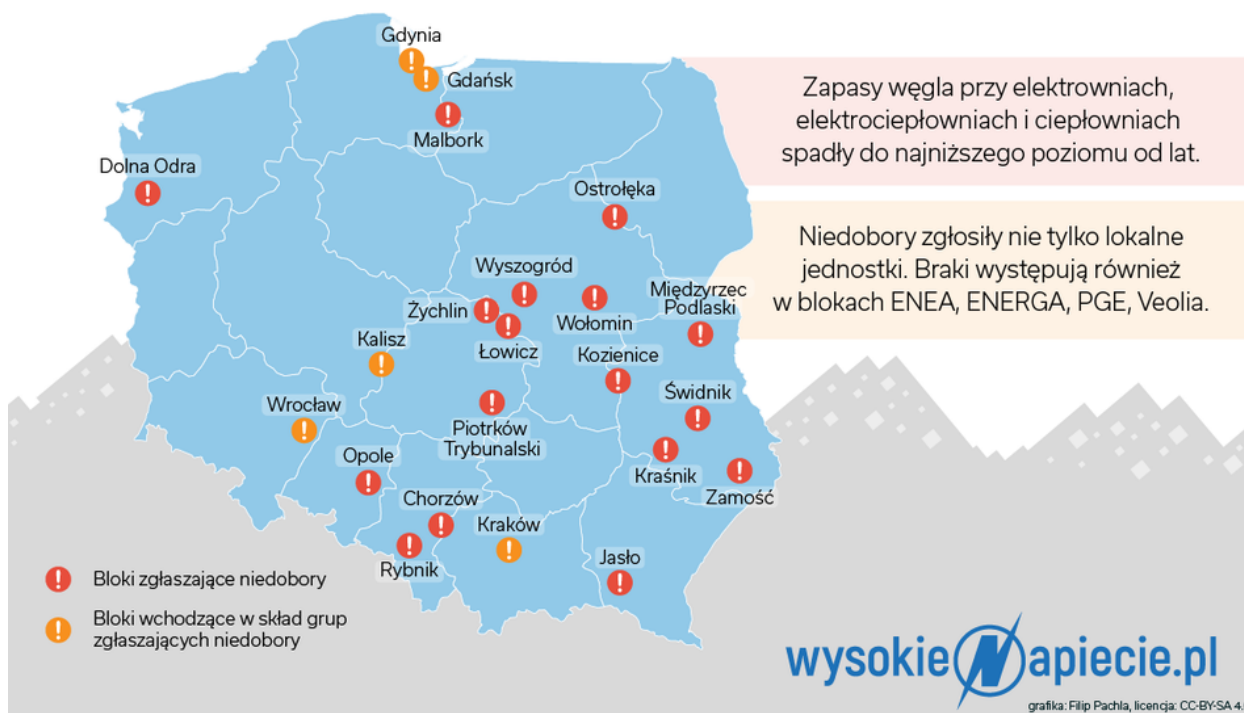 Gdynia
Gdańsk
Malbork
Dolna Odra
Ostrołęka
Wyszogród
Żychlin
Łowicz
Wołomin
Międzyrzec
Podlaski
Kalisz
Kozienice
Wrocław
Piotrków
Trybunalski
Świdnik
Opole
Kraśnik
Zamość
Chorzów
Kraków
Rybnik
Jasło
Zapasy węgla przy elektrowniach,
elektrociepłowniach i ciepłowniach
spadły do najniższego poziomu od lat.
Niedobory zgłosiły nie tylko lokalne
jednostki. Braki występują również
w blokach ENEA, ENERGA, PGE, Veolia.
Bloki zgłaszające niedobory
Bloki wchodzące w skład grup
zgłaszających niedobory
wysokieNapiecie.pl
grafika: Filip Pachla, licencja: CC-BY-SA 4.